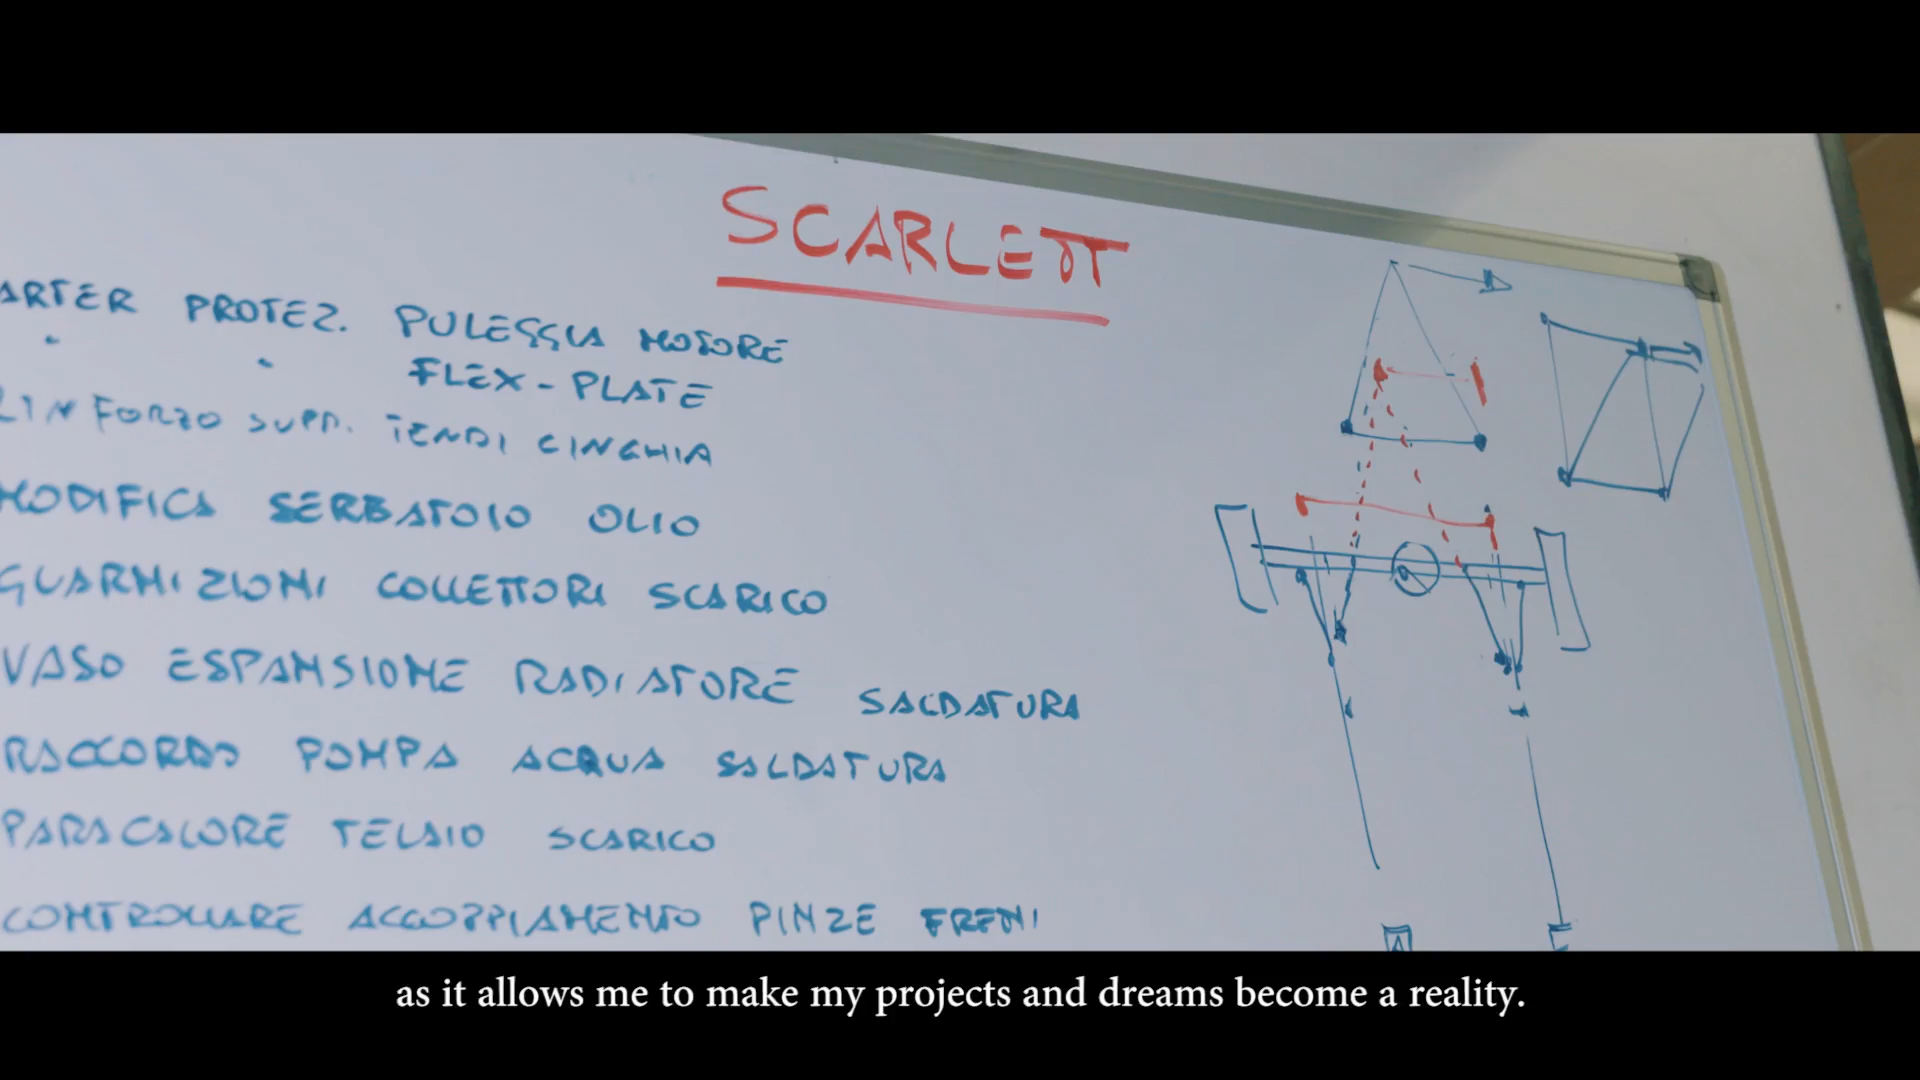 SCARLETT
ARTER PROTEZ. PULEGGIA MOTORE
" " FLEX-PLATE
RINFORZO SUPP. TENDI CINGHIA
MODIFICA SERBATOIO OLIO
GUARNIZIONI COLLETTORI SCARICO
VASO ESPANSIONE RADIATORE SALDATURA
RACCORDO POMPA ACQUA SALDATURA
PARACALORE TELAIO SCARICO
CONTROLLARE ACCOPPIAMENTO PINZE FRENI
as it allows me to make my projects and dreams become a reality.